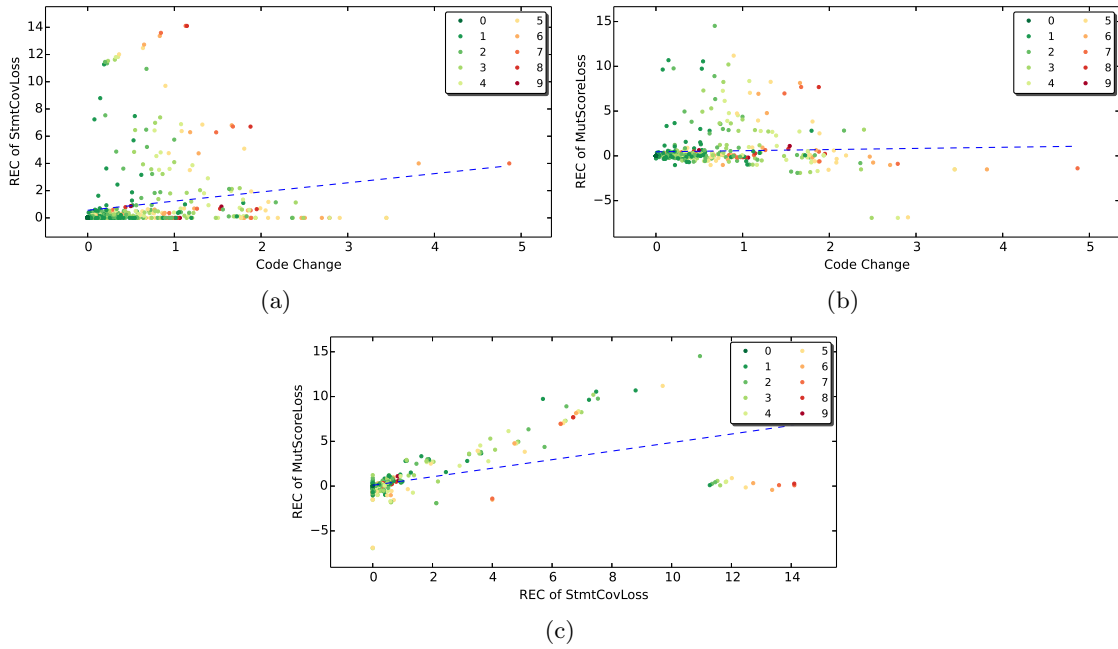 14
12
10
8
6
4
2
0
REC of StmtCovLoss
0 1 2 3 4 5
Code Change
0 5
1 6
2 7
3 8
4 9
(a)
15
10
5
0
−5
REC of MutScoreLoss
0 1 2 3 4 5
Code Change
0 5
1 6
2 7
3 8
4 9
(b)
15
10
5
0
−5
REC of MutScoreLoss
0 2 4 6 8 10 12 14
REC of StmtCovLoss
0 5
1 6
2 7
3 8
4 9
(c)